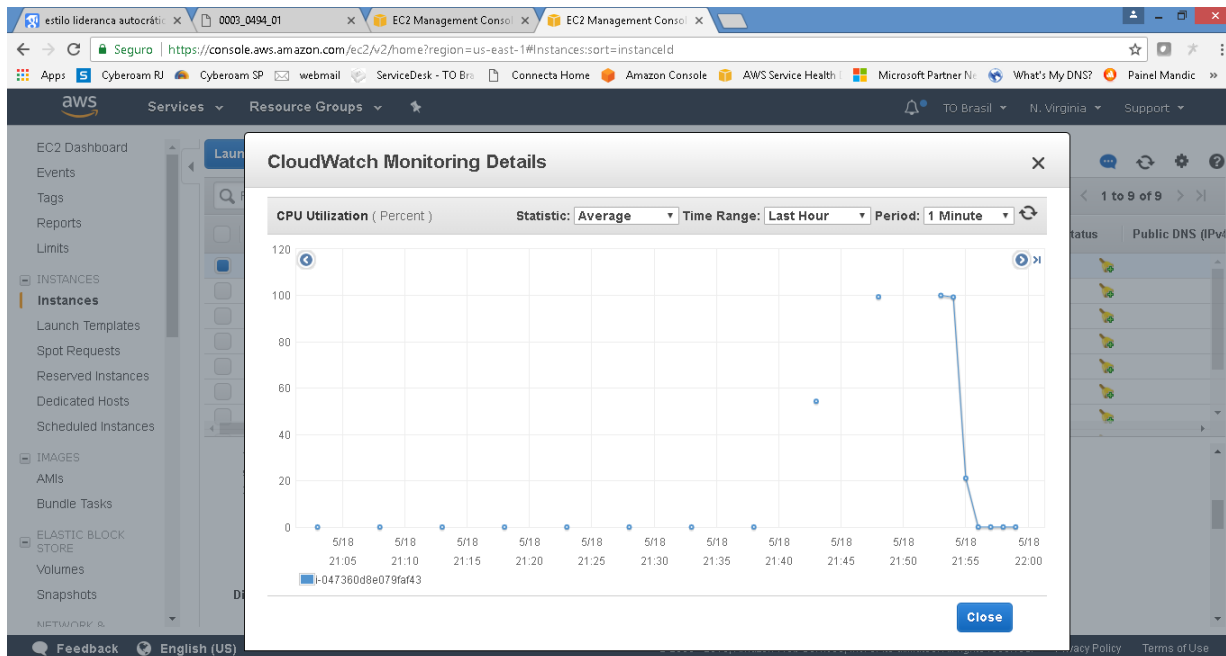 estilo lideranca autocrátic
0003_0494_01
EC2 Management Consol
EC2 Management Consol
Seguro
https://console.aws.amazon.com/ec2/v2/home?region=us-east-1#Instances:sort=instanceId
Apps
Cyberoam RJ
Cyberoam SP
webmail
ServiceDesk - TO Bra
Connecta Home
Amazon Console
AWS Service Health
Microsoft Partner Ne
What's My DNS?
Painel Mandic
aws
Services
Resource Groups
TO Brasil
N. Virginia
Support
EC2 Dashboard
Events
Tags
Reports
Limits
INSTANCES
Instances
Launch Templates
Spot Requests
Reserved Instances
Dedicated Hosts
Scheduled Instances
IMAGES
AMIs
Bundle Tasks
ELASTIC BLOCK
STORE
Volumes
Snapshots
NETWORK &
Laun
1 to 9 of 9
tatus
Public DNS (IPv4
CloudWatch Monitoring Details
CPU Utilization ( Percent )
Statistic: Average
Time Range: Last Hour
Period: 1 Minute
120
100
80
60
40
20
0
5/18 5/18 5/18 5/18 5/18 5/18 5/18 5/18 5/18 5/18 5/18 5/18
21:05 21:10 21:15 21:20 21:25 21:30 21:35 21:40 21:45 21:50 21:55 22:00
i-047360d8e079faf43
Di
Close
Feedback
English (US)
acy Policy
Terms of Use